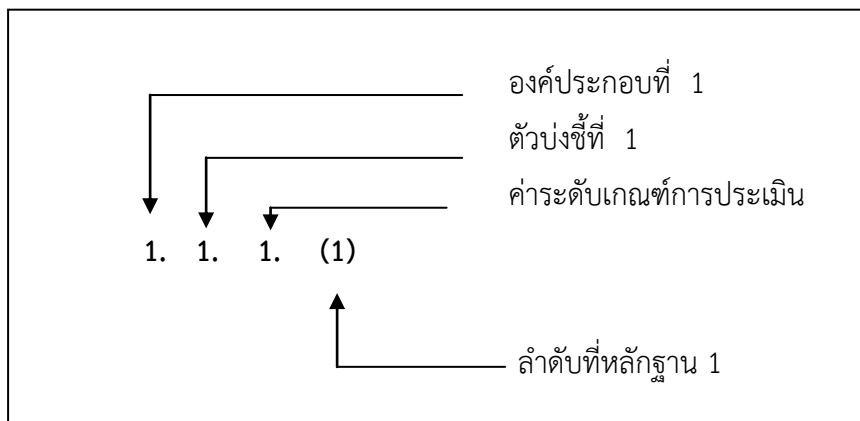 องค์ประกอบที่ 1
ตัวบ่งชี้ที่ 1
ค่าระดับเกณฑ์การประเมิน
1. 1. 1. (1)
ลำดับที่หลักฐาน 1